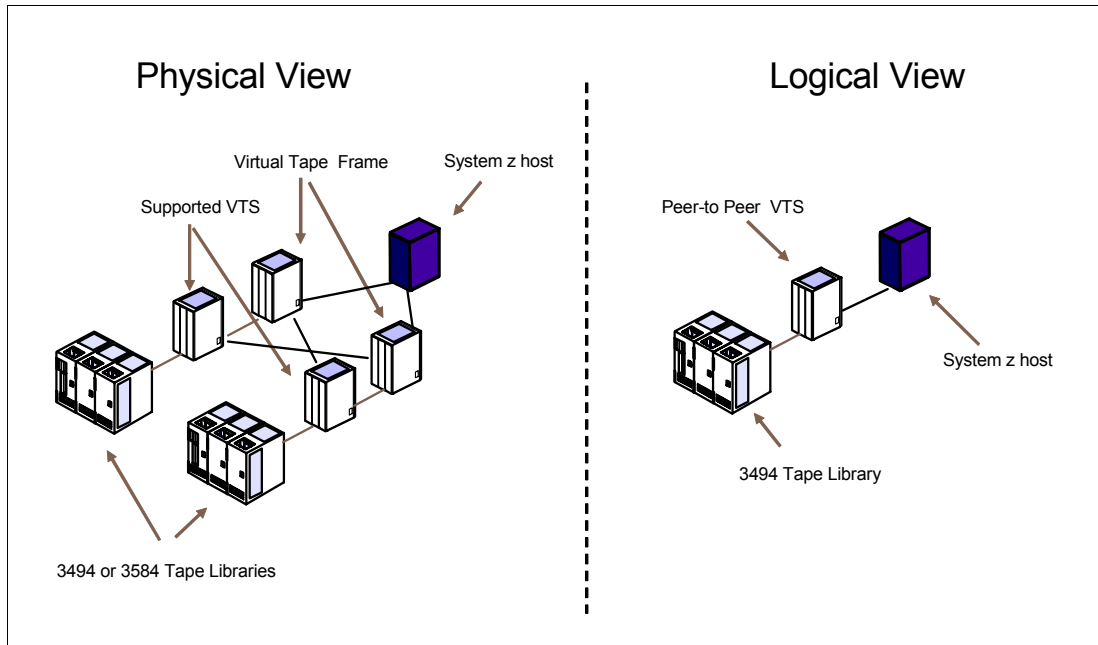 Physical View
Logical View
Virtual Tape Frame
System z host
Supported VTS
Peer-to Peer VTS
System z host
3494 Tape Library
3494 or 3584 Tape Libraries